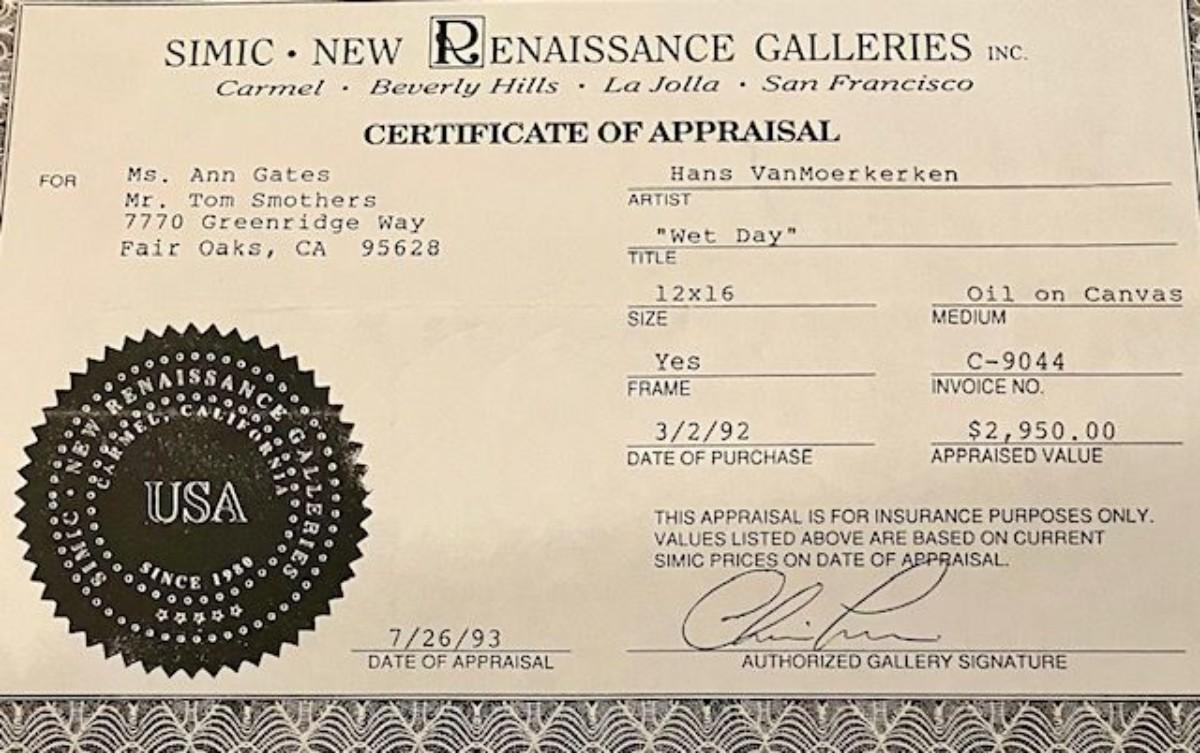 SIMIC · NEW RENAISSANCE GALLERIES INC.
Carmel · Beverly Hills · La Jolla · San Francisco
CERTIFICATE OF APPRAISAL
FOR
Ms. Ann Gates
Mr. Tom Smothers
7770 Greenridge Way
Fair Oaks, CA 95628
Hans VanMoerkerken
ARTIST
"Wet Day"
TITLE
12x16
SIZE
Oil on Canvas
MEDIUM
Yes
FRAME
C-9044
INVOICE NO.
3/2/92
DATE OF PURCHASE
$2,950.00
APPRAISED VALUE
SIMIC · NEW RENAISSANCE GALLERIES
CARMEL, CALIFORNIA
USA
SINCE 1980
THIS APPRAISAL IS FOR INSURANCE PURPOSES ONLY.
VALUES LISTED ABOVE ARE BASED ON CURRENT
SIMIC PRICES ON DATE OF APPRAISAL.
7/26/93
DATE OF APPRAISAL
AUTHORIZED GALLERY SIGNATURE